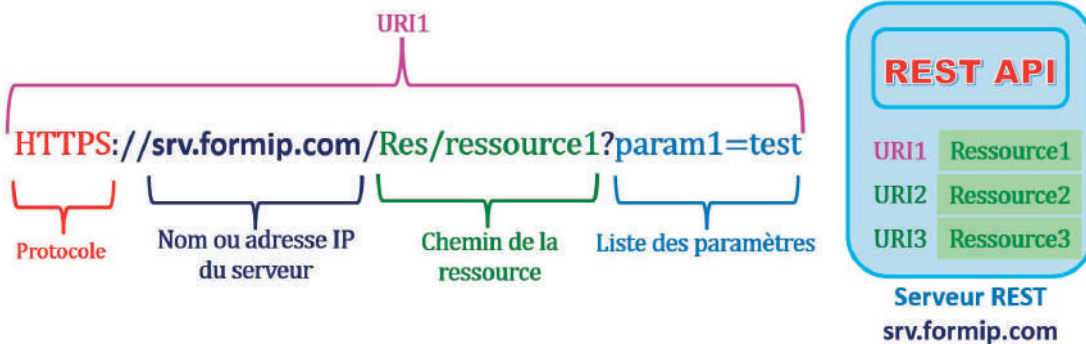 URI1
HTTPS://srv.formip.com/Res/ressource1?param1=test
Protocole
Nom ou adresse IP
du serveur
Chemin de la
ressource
Liste des paramètres
REST API
URI1 Ressource1
URI2 Ressource2
URI3 Ressource3
Serveur REST
srv.formip.com